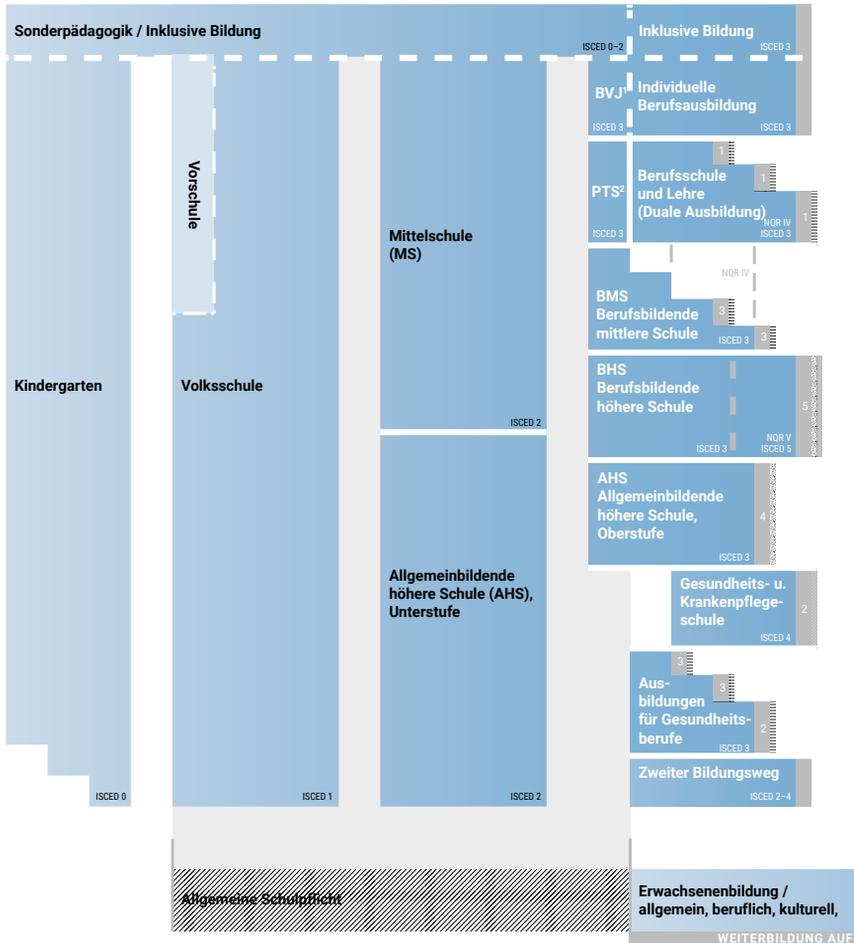 Sonderpädagogik / Inklusive Bildung
ISCED 0–2
Inklusive Bildung
ISCED 3
BVJ¹
ISCED 3
Individuelle
Berufsausbildung
ISCED 3
Vorschule
PTS²
ISCED 3
1
1
1
Berufsschule
und Lehre
(Duale Ausbildung)
NQR IV
ISCED 3
Mittelschule
(MS)
ISCED 2
NQR IV
BMS
Berufsbildende
mittlere Schule
ISCED 3
3
3
Kindergarten
ISCED 0
Volksschule
ISCED 1
BHS
Berufsbildende
höhere Schule
ISCED 3
NQR V
ISCED 5
5
AHS
Allgemeinbildende
höhere Schule,
Oberstufe
ISCED 3
4
Allgemeinbildende
höhere Schule (AHS),
Unterstufe
ISCED 2
Gesundheits- u.
Krankenpflege-
schule
ISCED 4
2
3
3
2
Aus-
bildungen
für Gesundheits-
berufe
ISCED 3
Zweiter Bildungsweg
ISCED 2–4
Allgemeine Schulpflicht
Erwachsenenbildung /
allgemein, beruflich, kulturell,
WEITERBILDUNG AUF